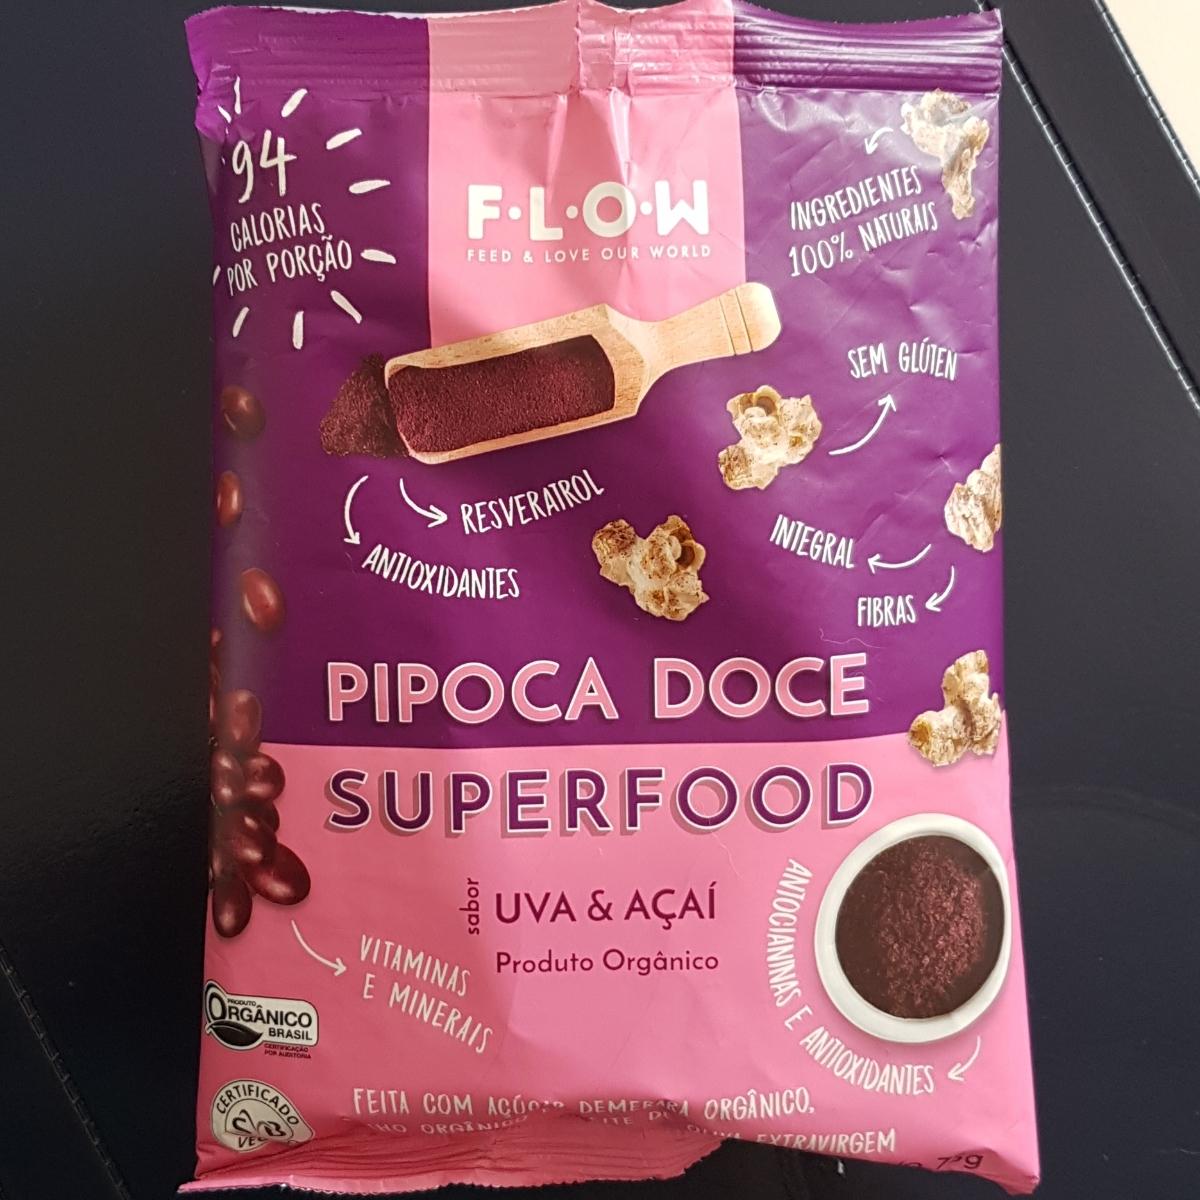 94
CALORIAS
POR PORÇÃO
F·L·O·W
FEED & LOVE OUR WORLD
INGREDIENTES
100% NATURAIS
SEM GLÚTEN
RESVERATROL
ANTIOXIDANTES
INTEGRAL
FIBRAS
PIPOCA DOCE
SUPERFOOD
sabor
UVA & AÇAÍ
Produto Orgânico
VITAMINAS
E MINERAIS
ANTOCIANINAS E ANTIOXIDANTES
PRODUTO
ORGÂNICO
BRASIL
CERTIFICAÇÃO
POR AUDITORIA
CERTIFICADO
FEITA COM AÇÚCAR DEMERARA ORGÂNICO,
EXTRAVIRGEM